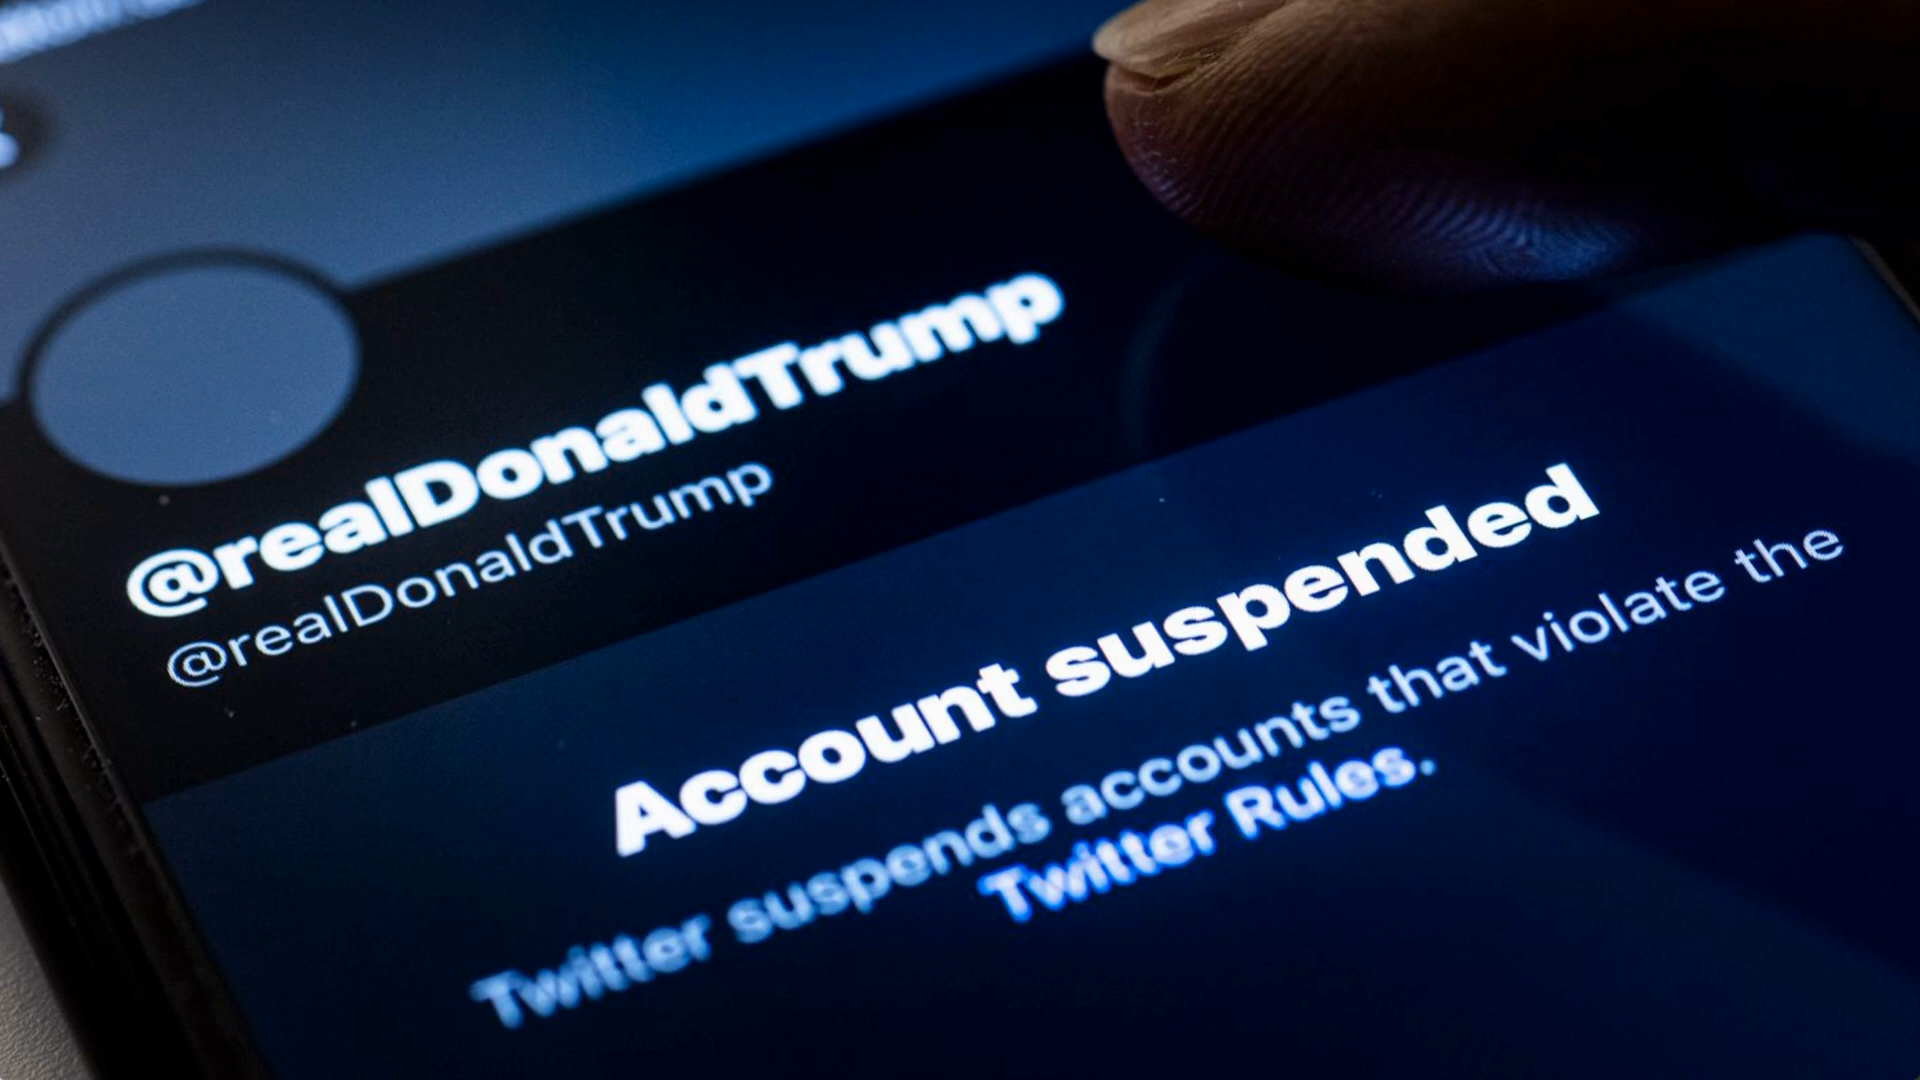 @realDonaldTrump
@realDonaldTrump
Account suspended
Twitter suspends accounts that violate the
Twitter Rules.